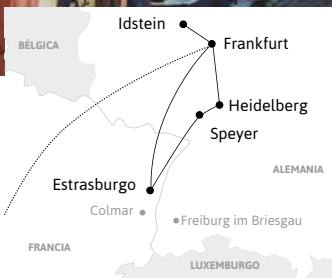 Idstein
Frankfurt
BÉLGICA
Heidelberg
Speyer
ALEMANIA
Estrasburgo
Colmar
Freiburg im Briesgau
FRANCIA
LUXEMBURGO